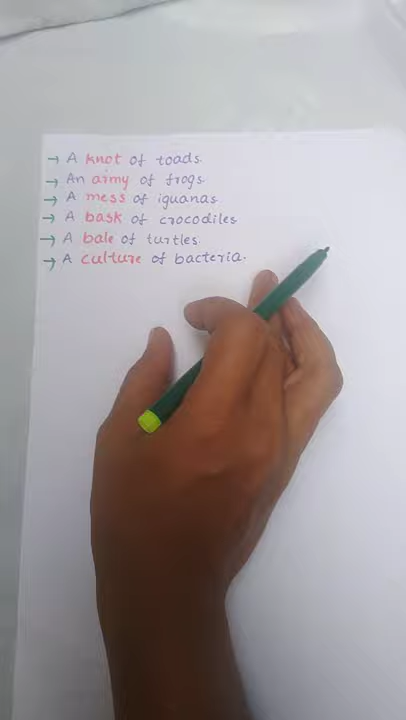 → A knot of toads.
→ An army of frogs.
→ A mess of iguanas.
→ A bask of crocodiles
→ A bale of turtles.
→ A culture of bacteria.